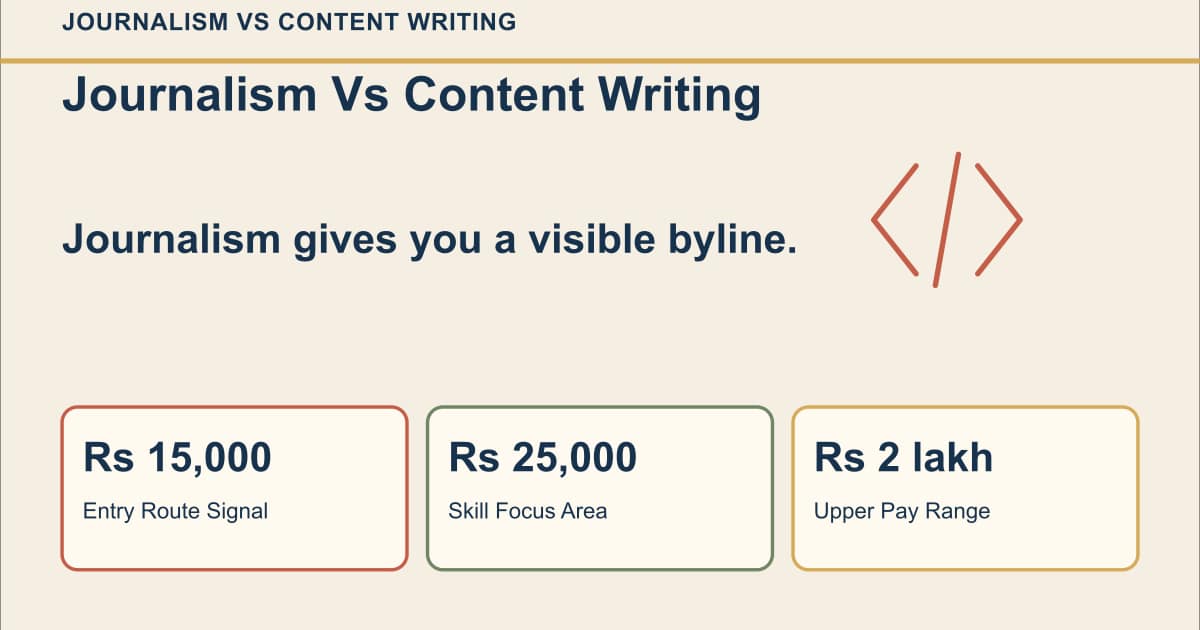 JOURNALISM VS CONTENT WRITING
Journalism Vs Content Writing
Journalism gives you a visible byline.
Rs 15,000
Entry Route Signal
Rs 25,000
Skill Focus Area
Rs 2 lakh
Upper Pay Range